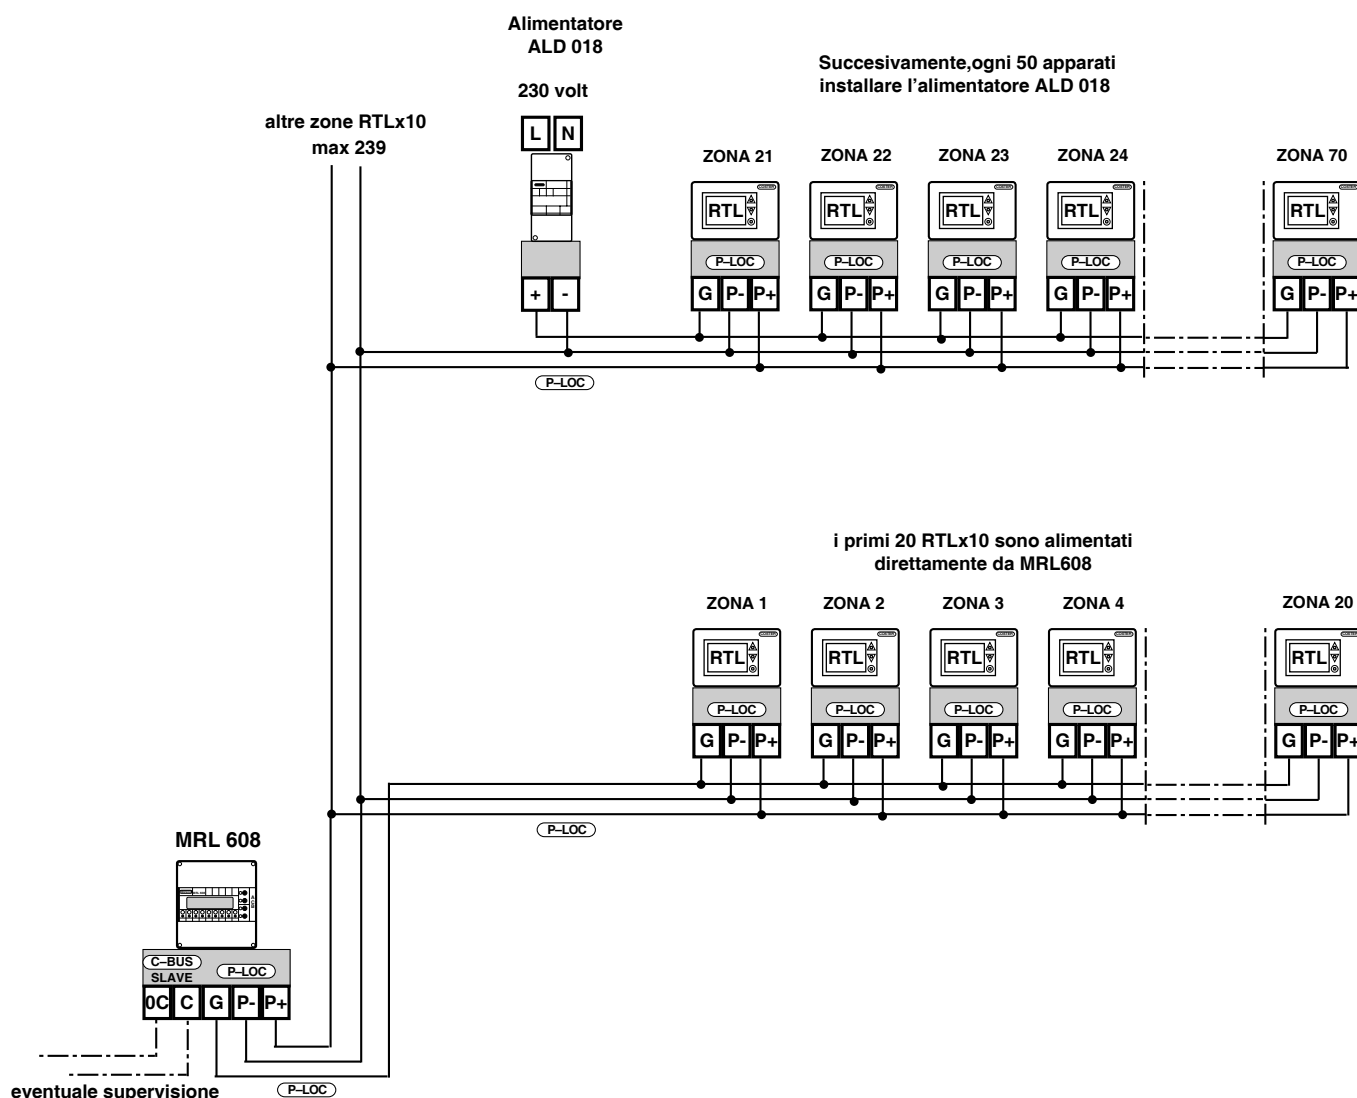 Alimentatore
ALD 018
230 volt
L N
Succesivamente,ogni 50 apparati
installare l'alimentatore ALD 018
altre zone RTLx10
max 239
ZONA 21 ZONA 22 ZONA 23 ZONA 24 ZONA 70
RTL RTL RTL RTL RTL
P–LOC P–LOC P–LOC P–LOC P–LOC
+ - G P- P+ G P- P+ G P- P+ G P- P+ G P- P+
P–LOC
i primi 20 RTLx10 sono alimentati
direttamente da MRL608
ZONA 1 ZONA 2 ZONA 3 ZONA 4 ZONA 20
RTL RTL RTL RTL RTL
P–LOC P–LOC P–LOC P–LOC P–LOC
G P- P+ G P- P+ G P- P+ G P- P+ G P- P+
P–LOC
MRL 608
C–BUS P–LOC
SLAVE
0C C G P- P+
P–LOC
eventuale supervisione